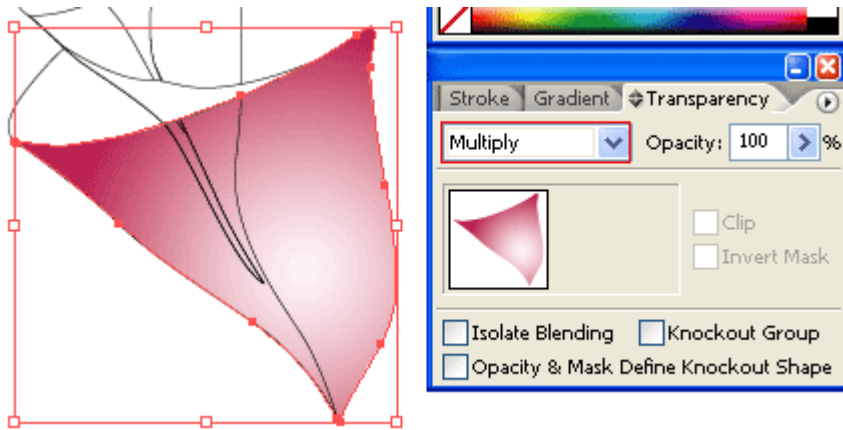 Stroke Gradient Transparency
Multiply Opacity: 100 %
Clip
Invert Mask
Isolate Blending Knockout Group
Opacity & Mask Define Knockout Shape